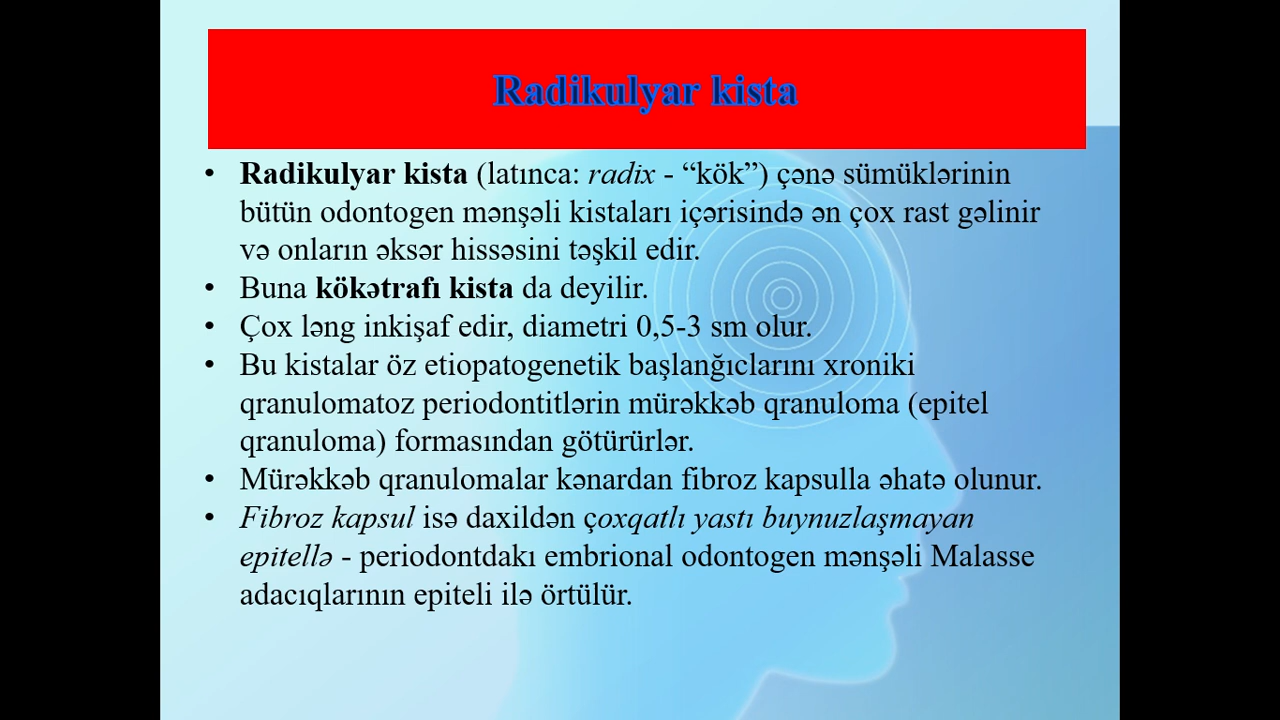 Radikulyar kista
• Radikulyar kista (latınca: radix - “kök”) çənə sümüklərinin
bütün odontogen mənşəli kistaları içərisində ən çox rast gəlinir
və onların əksər hissəsini təşkil edir.
• Buna kökətrafı kista da deyilir.
• Çox ləng inkişaf edir, diametri 0,5-3 sm olur.
• Bu kistalar öz etiopatogenetik başlanğıclarını xroniki
qranulomatoz periodontitlərin mürəkkəb qranuloma (epitel
qranuloma) formasından götürürlər.
• Mürəkkəb qranulomalar kənardan fibroz kapsulla əhatə olunur.
• Fibroz kapsul isə daxildən çoxqatlı yastı buynuzlaşmayan
epitellə - periodontdakı embrional odontogen mənşəli Malasse
adacıqlarının epiteli ilə örtülür.